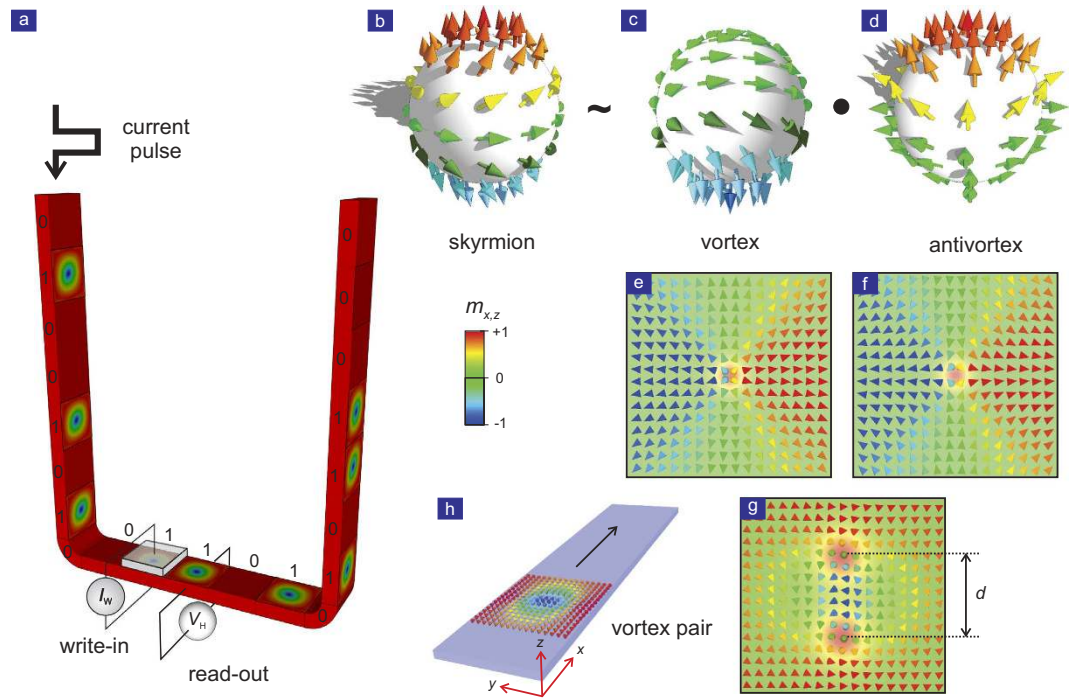 a
b
c
d
current
pulse
~
•
skyrmion
vortex
antivortex
e
f
m x,z
+1
0
-1
0
1
0
1
0
1
0
0
1
1
0
1
0
0
0
0
1
1
0
1
I W
V H
write-in
read-out
h
g
vortex pair
z
x
y
d